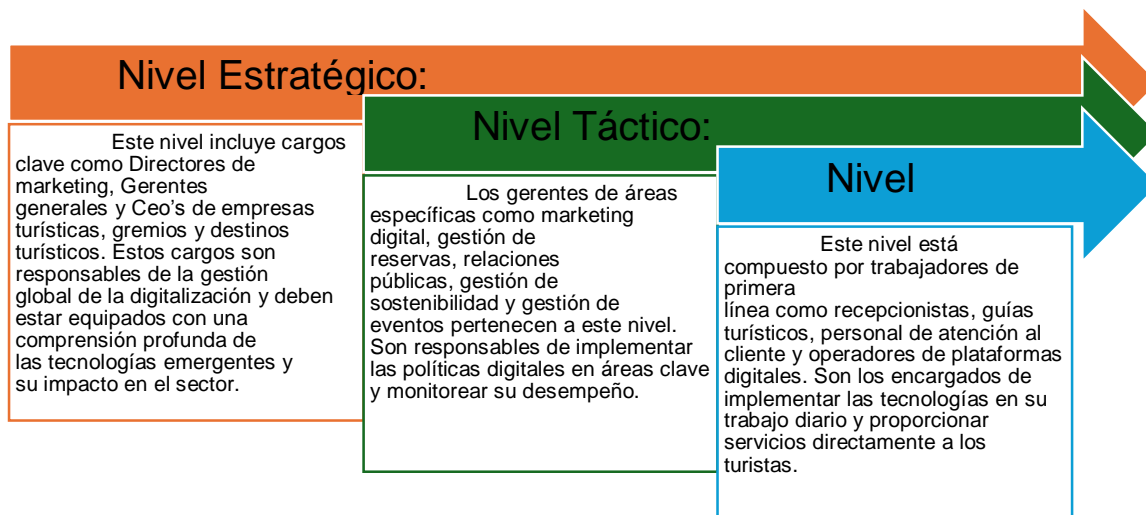 Nivel Estratégico:
Este nivel incluye cargos
clave como Directores de
marketing, Gerentes
generales y Ceo's de empresas
turísticas, gremios y destinos
turísticos. Estos cargos son
responsables de la gestión
global de la digitalización y deben
estar equipados con una
comprensión profunda de
las tecnologías emergentes y
su impacto en el sector.
Nivel Táctico:
Los gerentes de áreas
específicas como marketing
digital, gestión de
reservas, relaciones
públicas, gestión de
sostenibilidad y gestión de
eventos pertenecen a este nivel.
Son responsables de implementar
las políticas digitales en áreas clave
y monitorear su desempeño.
Nivel
Este nivel está
compuesto por trabajadores de
primera
línea como recepcionistas, guías
turísticos, personal de atención al
cliente y operadores de plataformas
digitales. Son los encargados de
implementar las tecnologías en su
trabajo diario y proporcionar
servicios directamente a los
turistas.